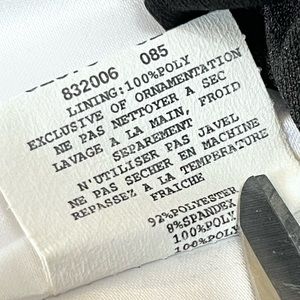 832006 085
LINING:100%POLY
EXCLUSIVE OF ORNAMENTATION
NE PAS NETTOYER A SEC
LAVAGE A LA MAIN, FROID
SEPAREMENT
N'UTILISER PAS JAVEL
NE PAS SECHER EN MACHINE
REPASSEZ A LA TEMPERATURE
FRAICHE
92%POLYESTER
8%SPANDEX
100%POLY
100%POLY